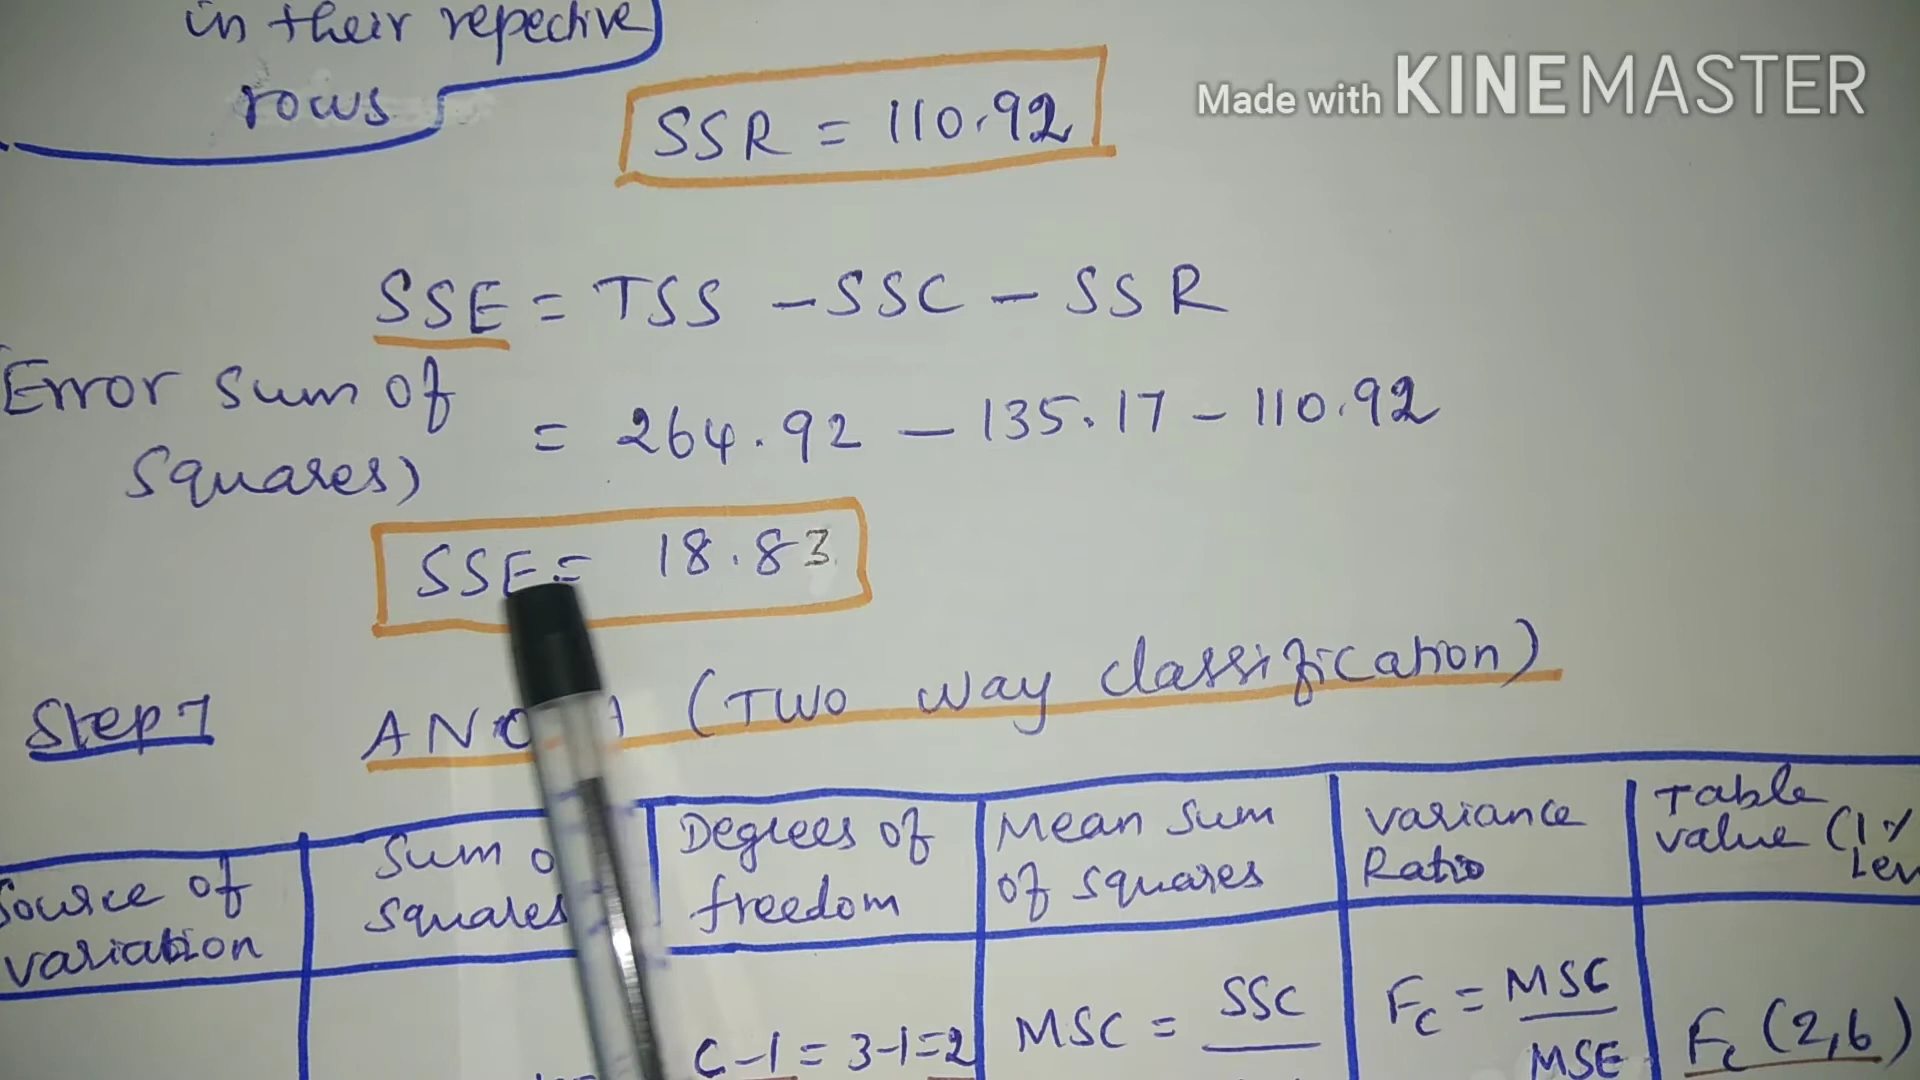 in their repective
rows
Made with KINEMASTER
SSR = 110.92
SSE = TSS - SSC - SSR
Error sum of
squares)
= 264.92 - 135.17 - 110.92
SSE = 18.83
Step 7
(TWO way classification)
Source of
variation
Sum
squares
Degrees of
freedom
Mean sum
of squares
variance
Ratio
Table
value (1%
Lev
C-1 = 3-1=2
MSC = SSC
Fc = MSC
MSE
Fc (2,6)